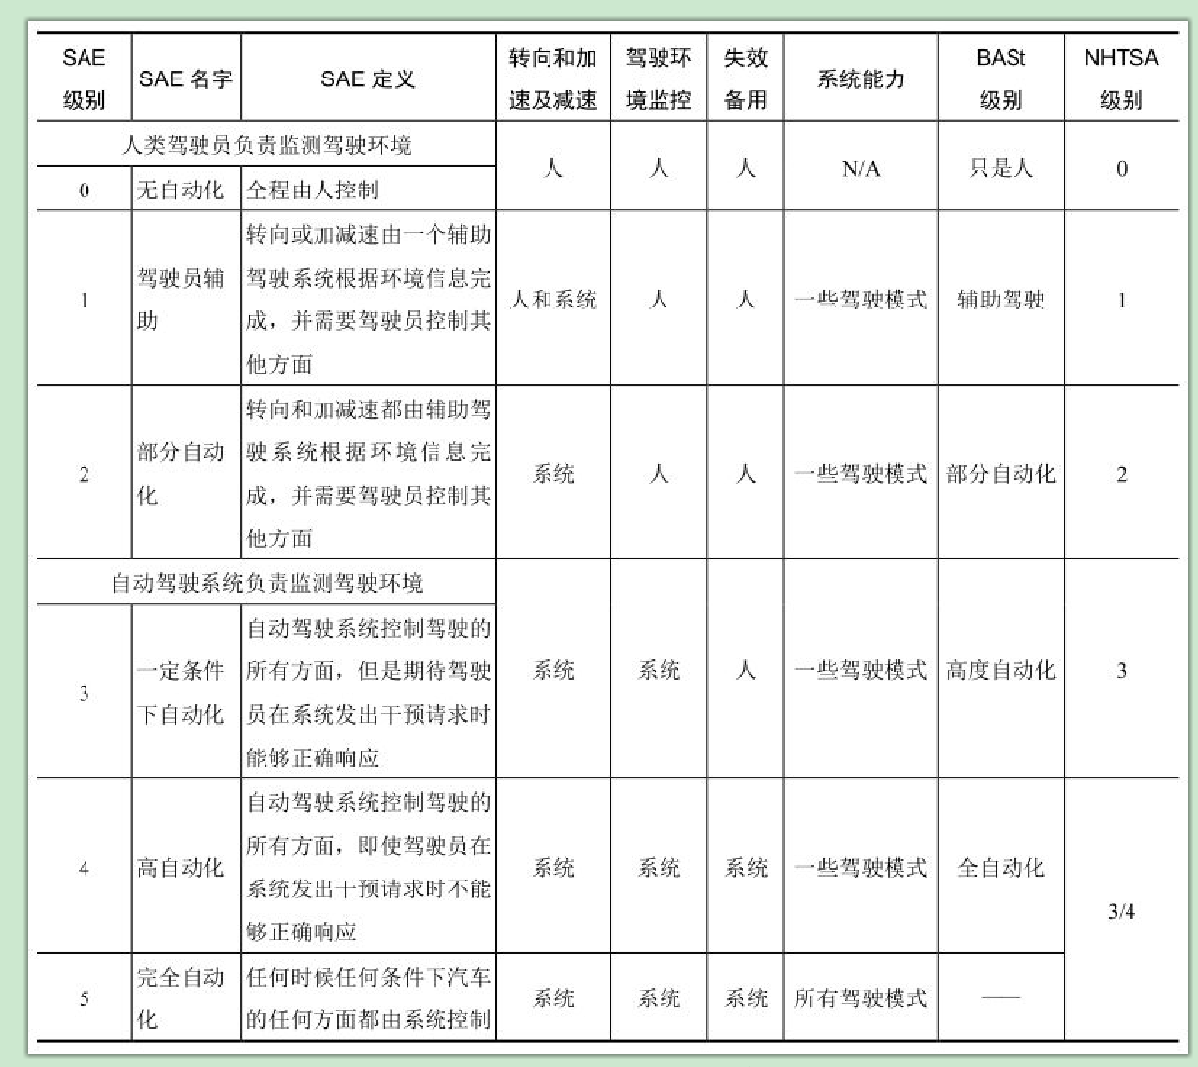 SAE
级别
SAE 名字
SAE 定义
转向和加
速及减速
驾驶环
境监控
失效
备用
系统能力
BASt
级别
NHTSA
级别
人类驾驶员负责监测驾驶环境
人
人
人
N/A
只是人
0
0
无自动化
全程由人控制
1
驾驶员辅
助
转向或加减速由一个辅助
驾驶系统根据环境信息完
成，并需要驾驶员控制其
他方面
人和系统
人
人
一些驾驶模式
辅助驾驶
1
2
部分自动
化
转向和加减速都由辅助驾
驶系统根据环境信息完
成，并需要驾驶员控制其
他方面
系统
人
人
一些驾驶模式
部分自动化
2
自动驾驶系统负责监测驾驶环境
3
一定条件
下自动化
自动驾驶系统控制驾驶的
所有方面，但是期待驾驶
员在系统发出干预请求时
能够正确响应
系统
系统
人
一些驾驶模式
高度自动化
3
4
高自动化
自动驾驶系统控制驾驶的
所有方面，即使驾驶员在
系统发出干预请求时不能
够正确响应
系统
系统
系统
一些驾驶模式
全自动化
3/4
5
完全自动
化
任何时候任何条件下汽车
的任何方面都由系统控制
系统
系统
系统
所有驾驶模式
——